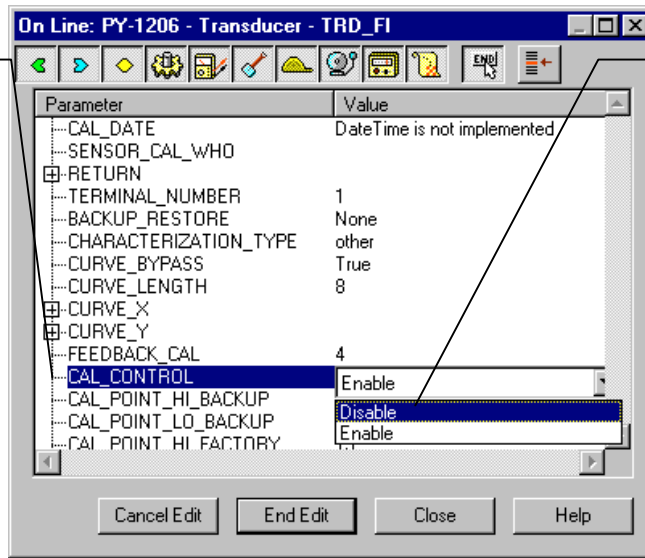 On Line: PY-1206 - Transducer - TRD_FI
END
Parameter Value
CAL_DATE DateTime is not implemented
SENSOR_CAL_WHO
RETURN
TERMINAL_NUMBER 1
BACKUP_RESTORE None
CHARACTERIZATION_TYPE other
CURVE_BYPASS True
CURVE_LENGTH 8
CURVE_X
CURVE_Y
FEEDBACK_CAL 4
CAL_CONTROL Enable
CAL_POINT_HI_BACKUP Disable
CAL_POINT_LO_BACKUP Enable
CAL_POINT_HI_FACTORY
Cancel Edit End Edit Close Help